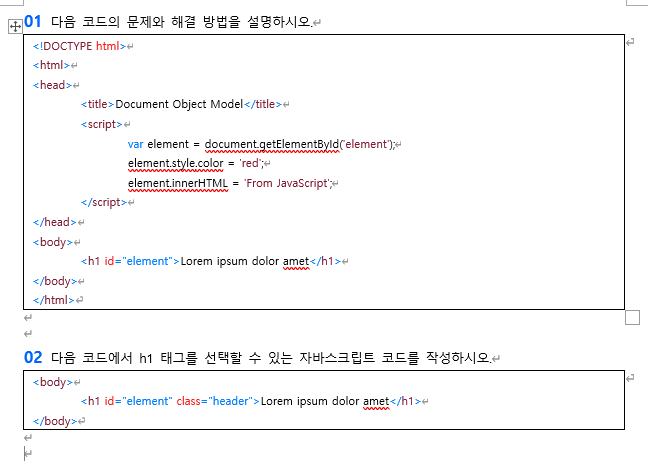 01 다음 코드의 문제와 해결 방법을 설명하시오.
<!DOCTYPE html>
<html>
<head>
<title>Document Object Model</title>
<script>
var element = document.getElementById('element');
element.style.color = 'red';
element.innerHTML = 'From JavaScript';
</script>
</head>
<body>
<h1 id="element">Lorem ipsum dolor amet</h1>
</body>
</html>
02 다음 코드에서 h1 태그를 선택할 수 있는 자바스크립트 코드를 작성하시오.
<body>
<h1 id="element" class="header">Lorem ipsum dolor amet</h1>
</body>